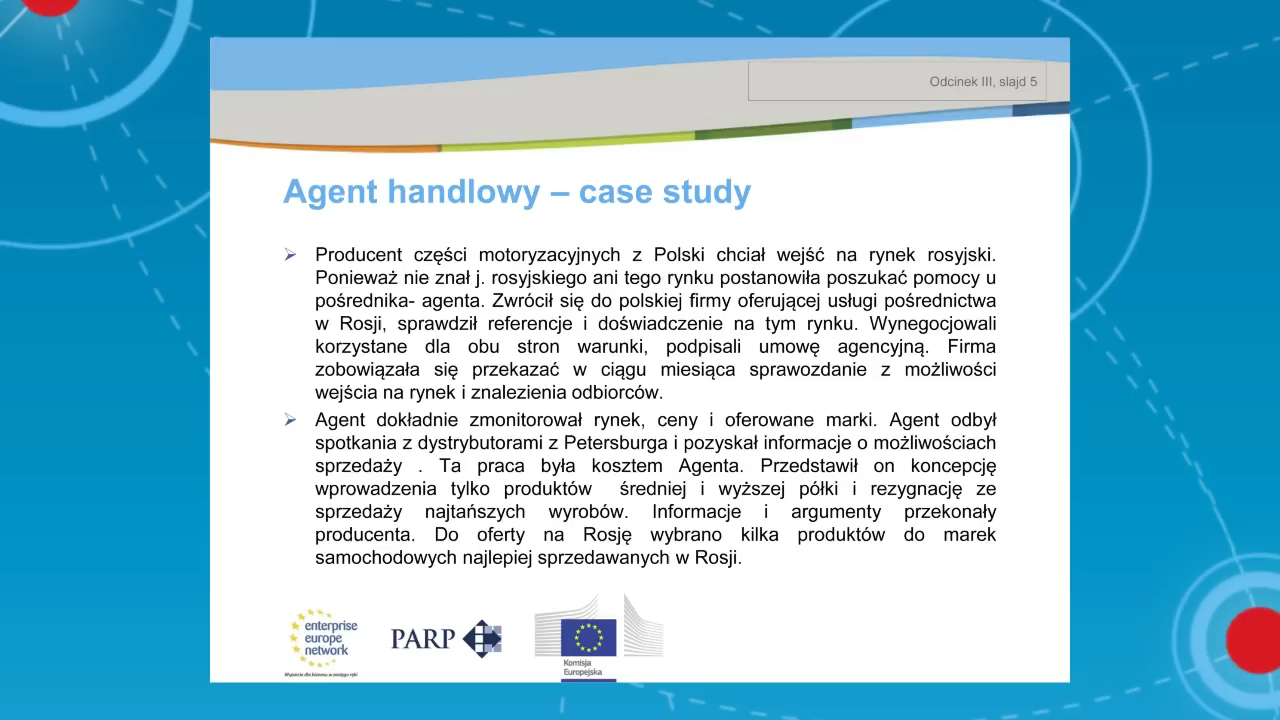 Odcinek III, slajd 5
Agent handlowy – case study
Producent części motoryzacyjnych z Polski chciał wejść na rynek rosyjski.
Ponieważ nie znał j. rosyjskiego ani tego rynku postanowiła poszukać pomocy u
pośrednika- agenta. Zwrócił się do polskiej firmy oferującej usługi pośrednictwa
w Rosji, sprawdził referencje i doświadczenie na tym rynku. Wynegocjowali
korzystane dla obu stron warunki, podpisali umowę agencyjną. Firma
zobowiązała się przekazać w ciągu miesiąca sprawozdanie z możliwości
wejścia na rynek i znalezienia odbiorców.
Agent dokładnie zmonitorował rynek, ceny i oferowane marki. Agent odbył
spotkania z dystrybutorami z Petersburga i pozyskał informacje o możliwościach
sprzedaży . Ta praca była kosztem Agenta. Przedstawił on koncepcję
wprowadzenia tylko produktów średniej i wyższej półki i rezygnację ze
sprzedaży najtańszych wyrobów. Informacje i argumenty przekonały
producenta. Do oferty na Rosję wybrano kilka produktów do marek
samochodowych najlepiej sprzedawanych w Rosji.
enterprise
europe
network
Wsparcie dla biznesu w zasięgu ręki
PARP
Komisja
Europejska